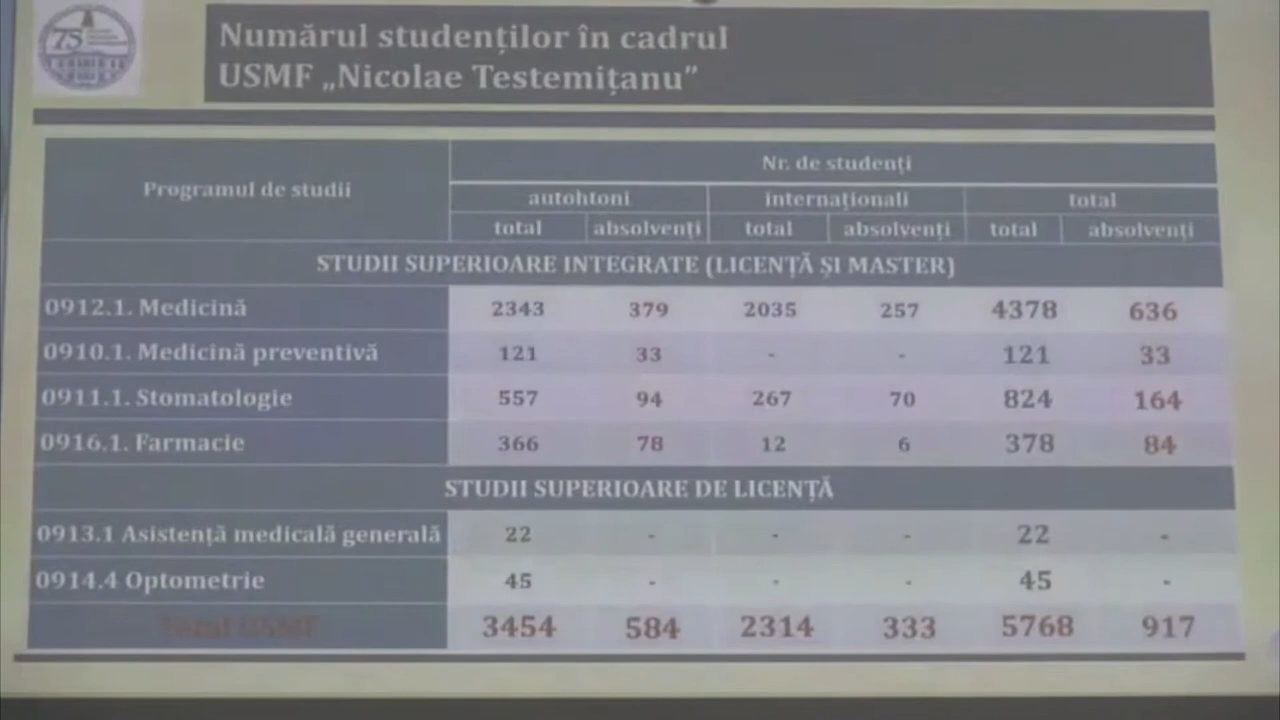 75
Numărul studenților în cadrul
USMF „Nicolae Testemițanu”
Programul de studii
Nr. de studenți
autohtoni internaționali total
total absolvenți total absolvenți total absolvenți
STUDII SUPERIOARE INTEGRATE (LICENȚĂ ȘI MASTER)
0912.1. Medicină 2343 379 2035 257 4378 636
0910.1. Medicină preventivă 121 33 - - 121 33
0911.1. Stomatologie 557 94 267 70 824 164
0916.1. Farmacie 366 78 12 6 378 84
STUDII SUPERIOARE DE LICENȚĂ
0913.1 Asistență medicală generală 22 - - - 22 -
0914.4 Optometrie 45 - - - 45 -
Total USMF 3454 584 2314 333 5768 917